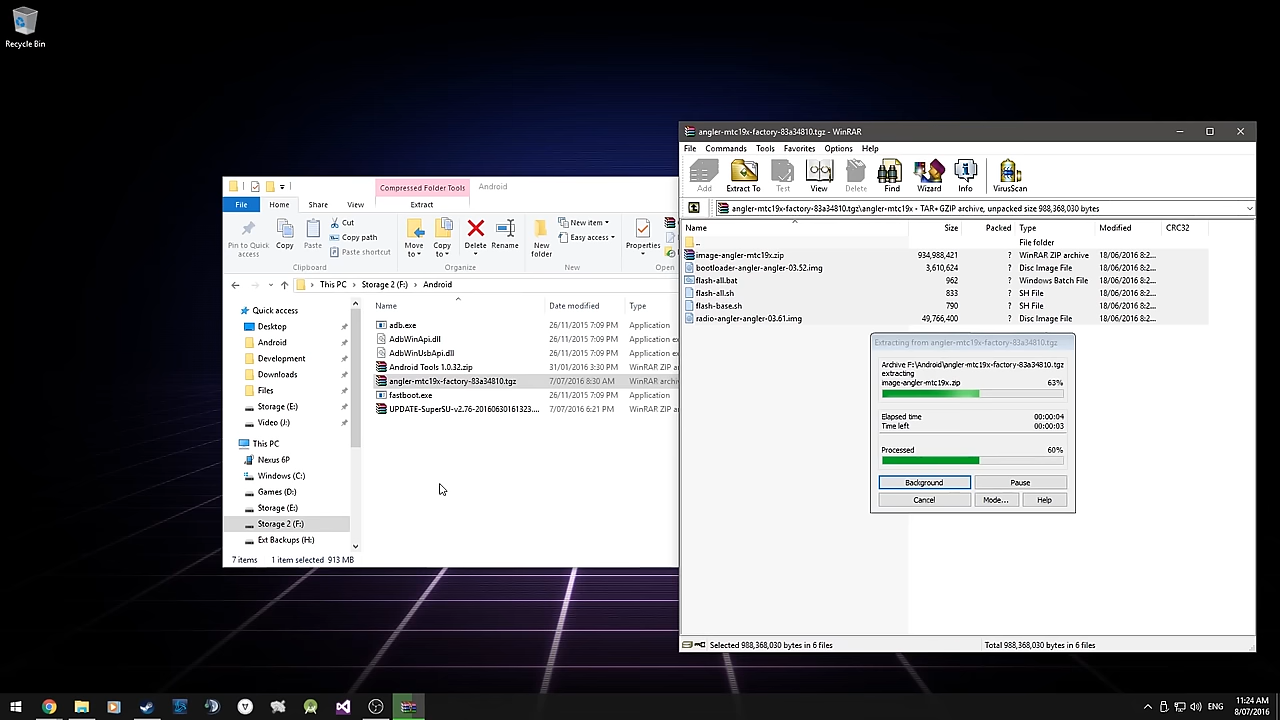 Recycle Bin
Compressed Folder Tools
Android
File
Home
Share
View
Extract
Pin to Quick access
Copy
Paste
Cut
Copy path
Paste shortcut
Clipboard
Move to
Copy to
Delete
Rename
Organize
New folder
New item
Easy access
New
Properties
Open
This PC
Storage 2 (F:)
Android
Name
Date modified
Type
Quick access
Desktop
Android
Development
Downloads
Files
Storage (E:)
Video (J:)
This PC
Nexus 6P
Windows (C:)
Games (D:)
Storage (E:)
Storage 2 (F:)
Ext Backups (H:)
adb.exe 26/11/2015 7:09 PM Application
AdbWinApi.dll 26/11/2015 7:09 PM Application ex
AdbWinUsbApi.dll 26/11/2015 7:09 PM Application ex
Android Tools 1.0.32.zip 31/01/2016 3:30 PM WinRAR ZIP a
angler-mtc19x-factory-83a34810.tgz 7/07/2016 8:30 AM WinRAR archiv
fastboot.exe 26/11/2015 7:09 PM Application
UPDATE-SuperSU-v2.76-20160630161323.... 7/07/2016 6:21 PM WinRAR ZIP a
7 items 1 item selected 913 MB
angler-mtc19x-factory-83a34810.tgz - WinRAR
File Commands Tools Favorites Options Help
Add
Extract To
Test
View
Delete
Find
Wizard
Info
VirusScan
angler-mtc19x-factory-83a34810.tgz\angler-mtc19x - TAR+GZIP archive, unpacked size 988,368,030 bytes
Name Size Packed Type Modified CRC32
.. File folder
image-angler-mtc19x.zip 934,988,421 ? WinRAR ZIP archive 18/06/2016 8:2...
bootloader-angler-angler-03.52.img 3,610,624 ? Disc Image File 18/06/2016 8:2...
flash-all.bat 962 ? Windows Batch File 18/06/2016 8:2...
flash-all.sh 833 ? SH File 18/06/2016 8:2...
flash-base.sh 790 ? SH File 18/06/2016 8:2...
radio-angler-angler-03.61.img 49,766,400 ? Disc Image File 18/06/2016 8:2...
Extracting from angler-mtc19x-factory-83a34810.tgz
Archive F:\Android\angler-mtc19x-factory-83a34810.tgz
extracting
image-angler-mtc19x.zip 63%
Elapsed time 00:00:04
Time left 00:00:03
Processed 60%
Background
Pause
Cancel
Mode...
Help
Selected 988,368,030 bytes in 6 files
Total 988,368,030 bytes in 6 files
ENG
11:24 AM
8/07/2016